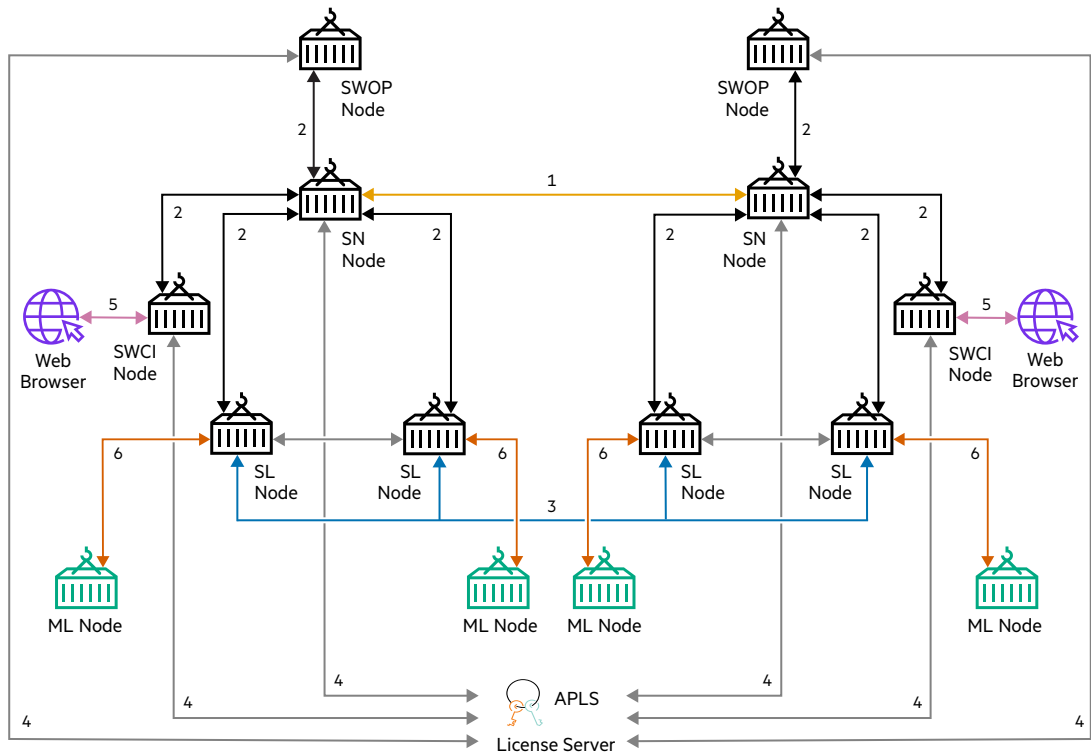 SWOP
Node
SWOP
Node
2
2
1
2
2
2
2
2
2
SN
Node
SN
Node
5
5
Web
Browser
SWCI
Node
SWCI
Node
Web
Browser
6
6
6
6
SL
Node
SL
Node
SL
Node
SL
Node
3
ML Node
ML Node
ML Node
ML Node
4
4
APLS
4
4
4
4
License Server